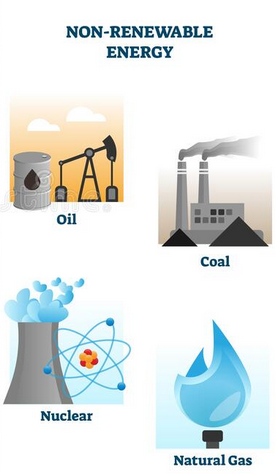 NON-RENEWABLE
ENERGY
Oil
Coal
Nuclear
Natural Gas